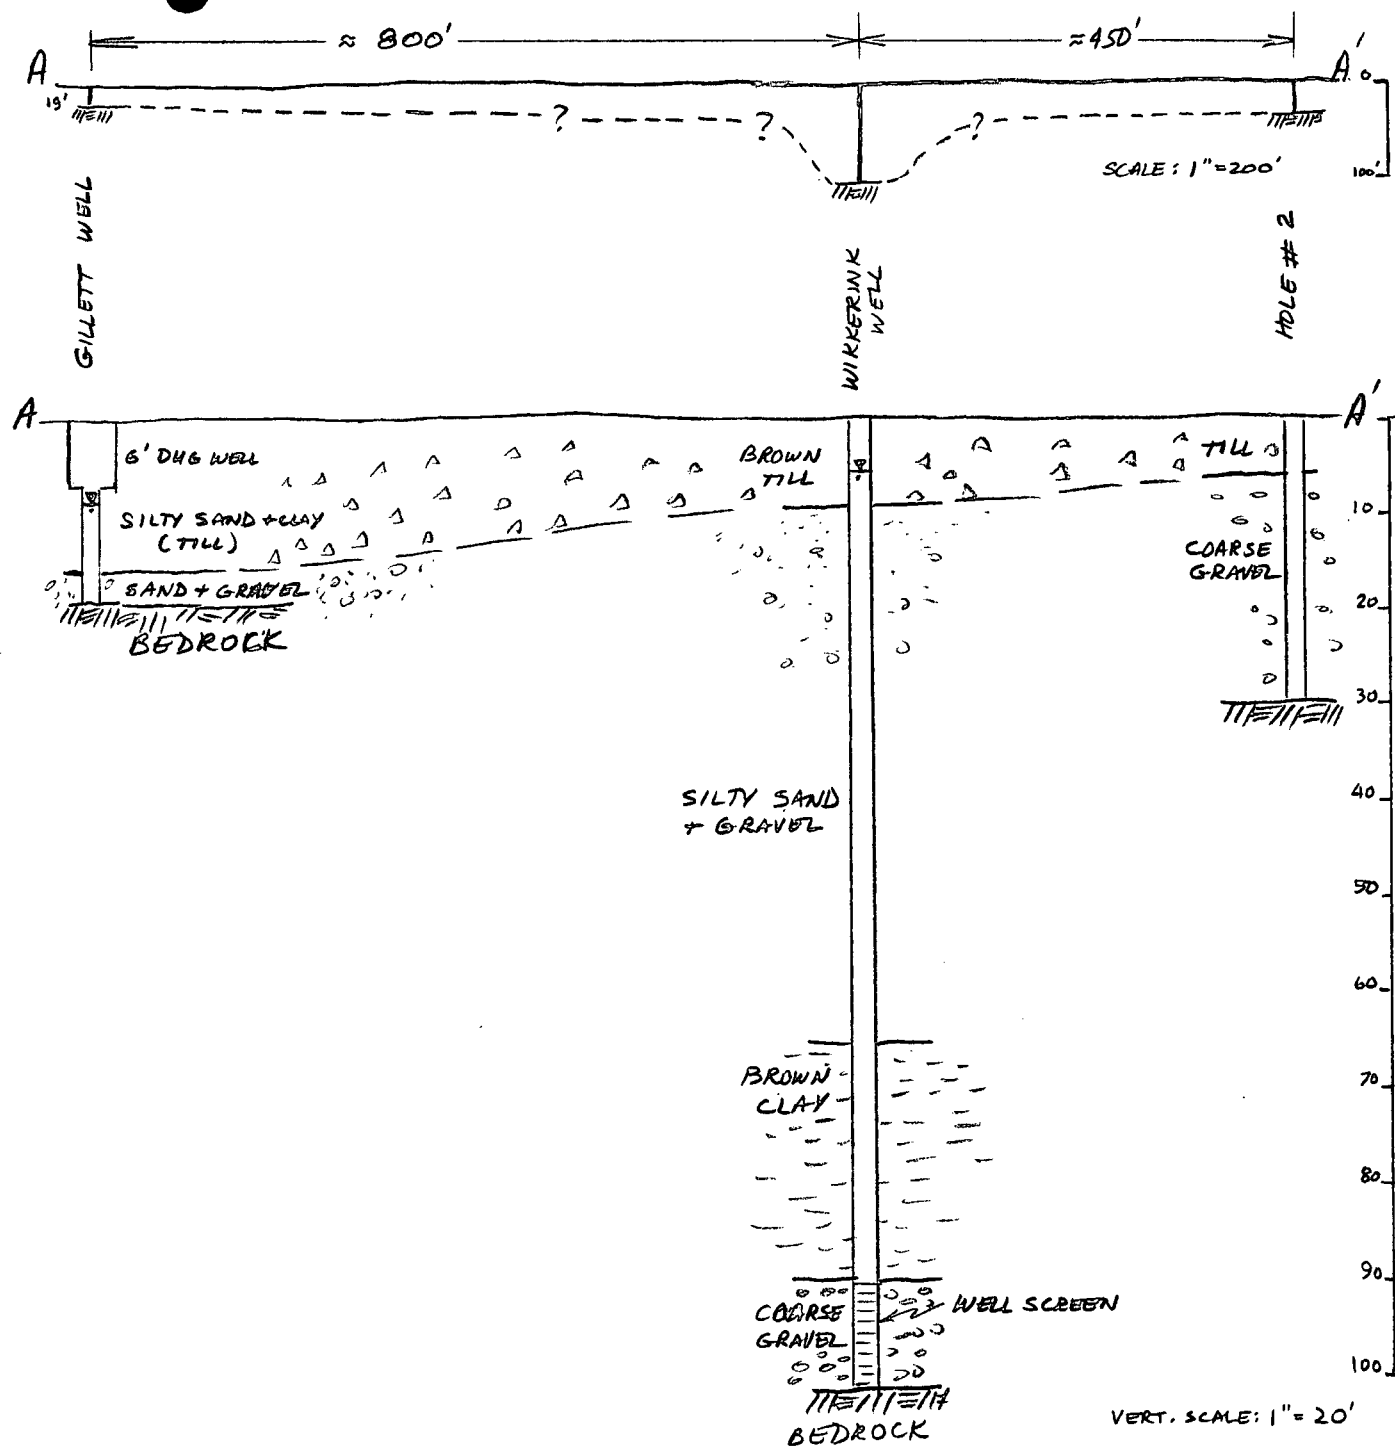 ≈ 800'
≈450'
A
A'
0
19'
?
?
?
SCALE: 1"=200'
100'
GILLETT WELL
WIKKERINK
WELL
HOLE # 2
A
A'
6' DUG WELL
BROWN
TILL
TILL
10
SILTY SAND + CLAY
(TILL)
COARSE
GRAVEL
SAND + GRAVEL
20
BEDROCK
30
SILTY SAND
+ GRAVEL
40
50
60
BROWN
CLAY
70
80
90
COARSE
GRAVEL
WELL SCREEN
100
BEDROCK
VERT. SCALE: 1" = 20'